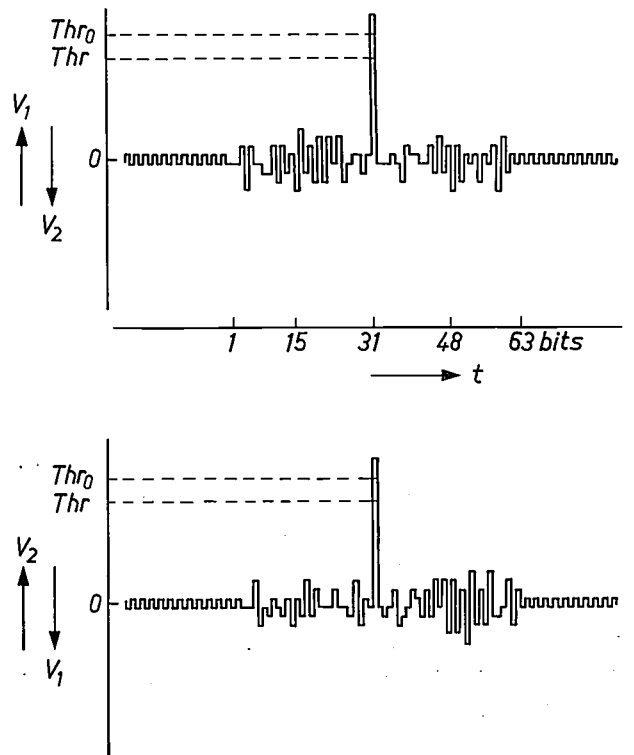 Thr₀
Thr
V₁
0
V₂
1 15 31 48 63 bits
t
Thr₀
Thr
V₂
0
V₁